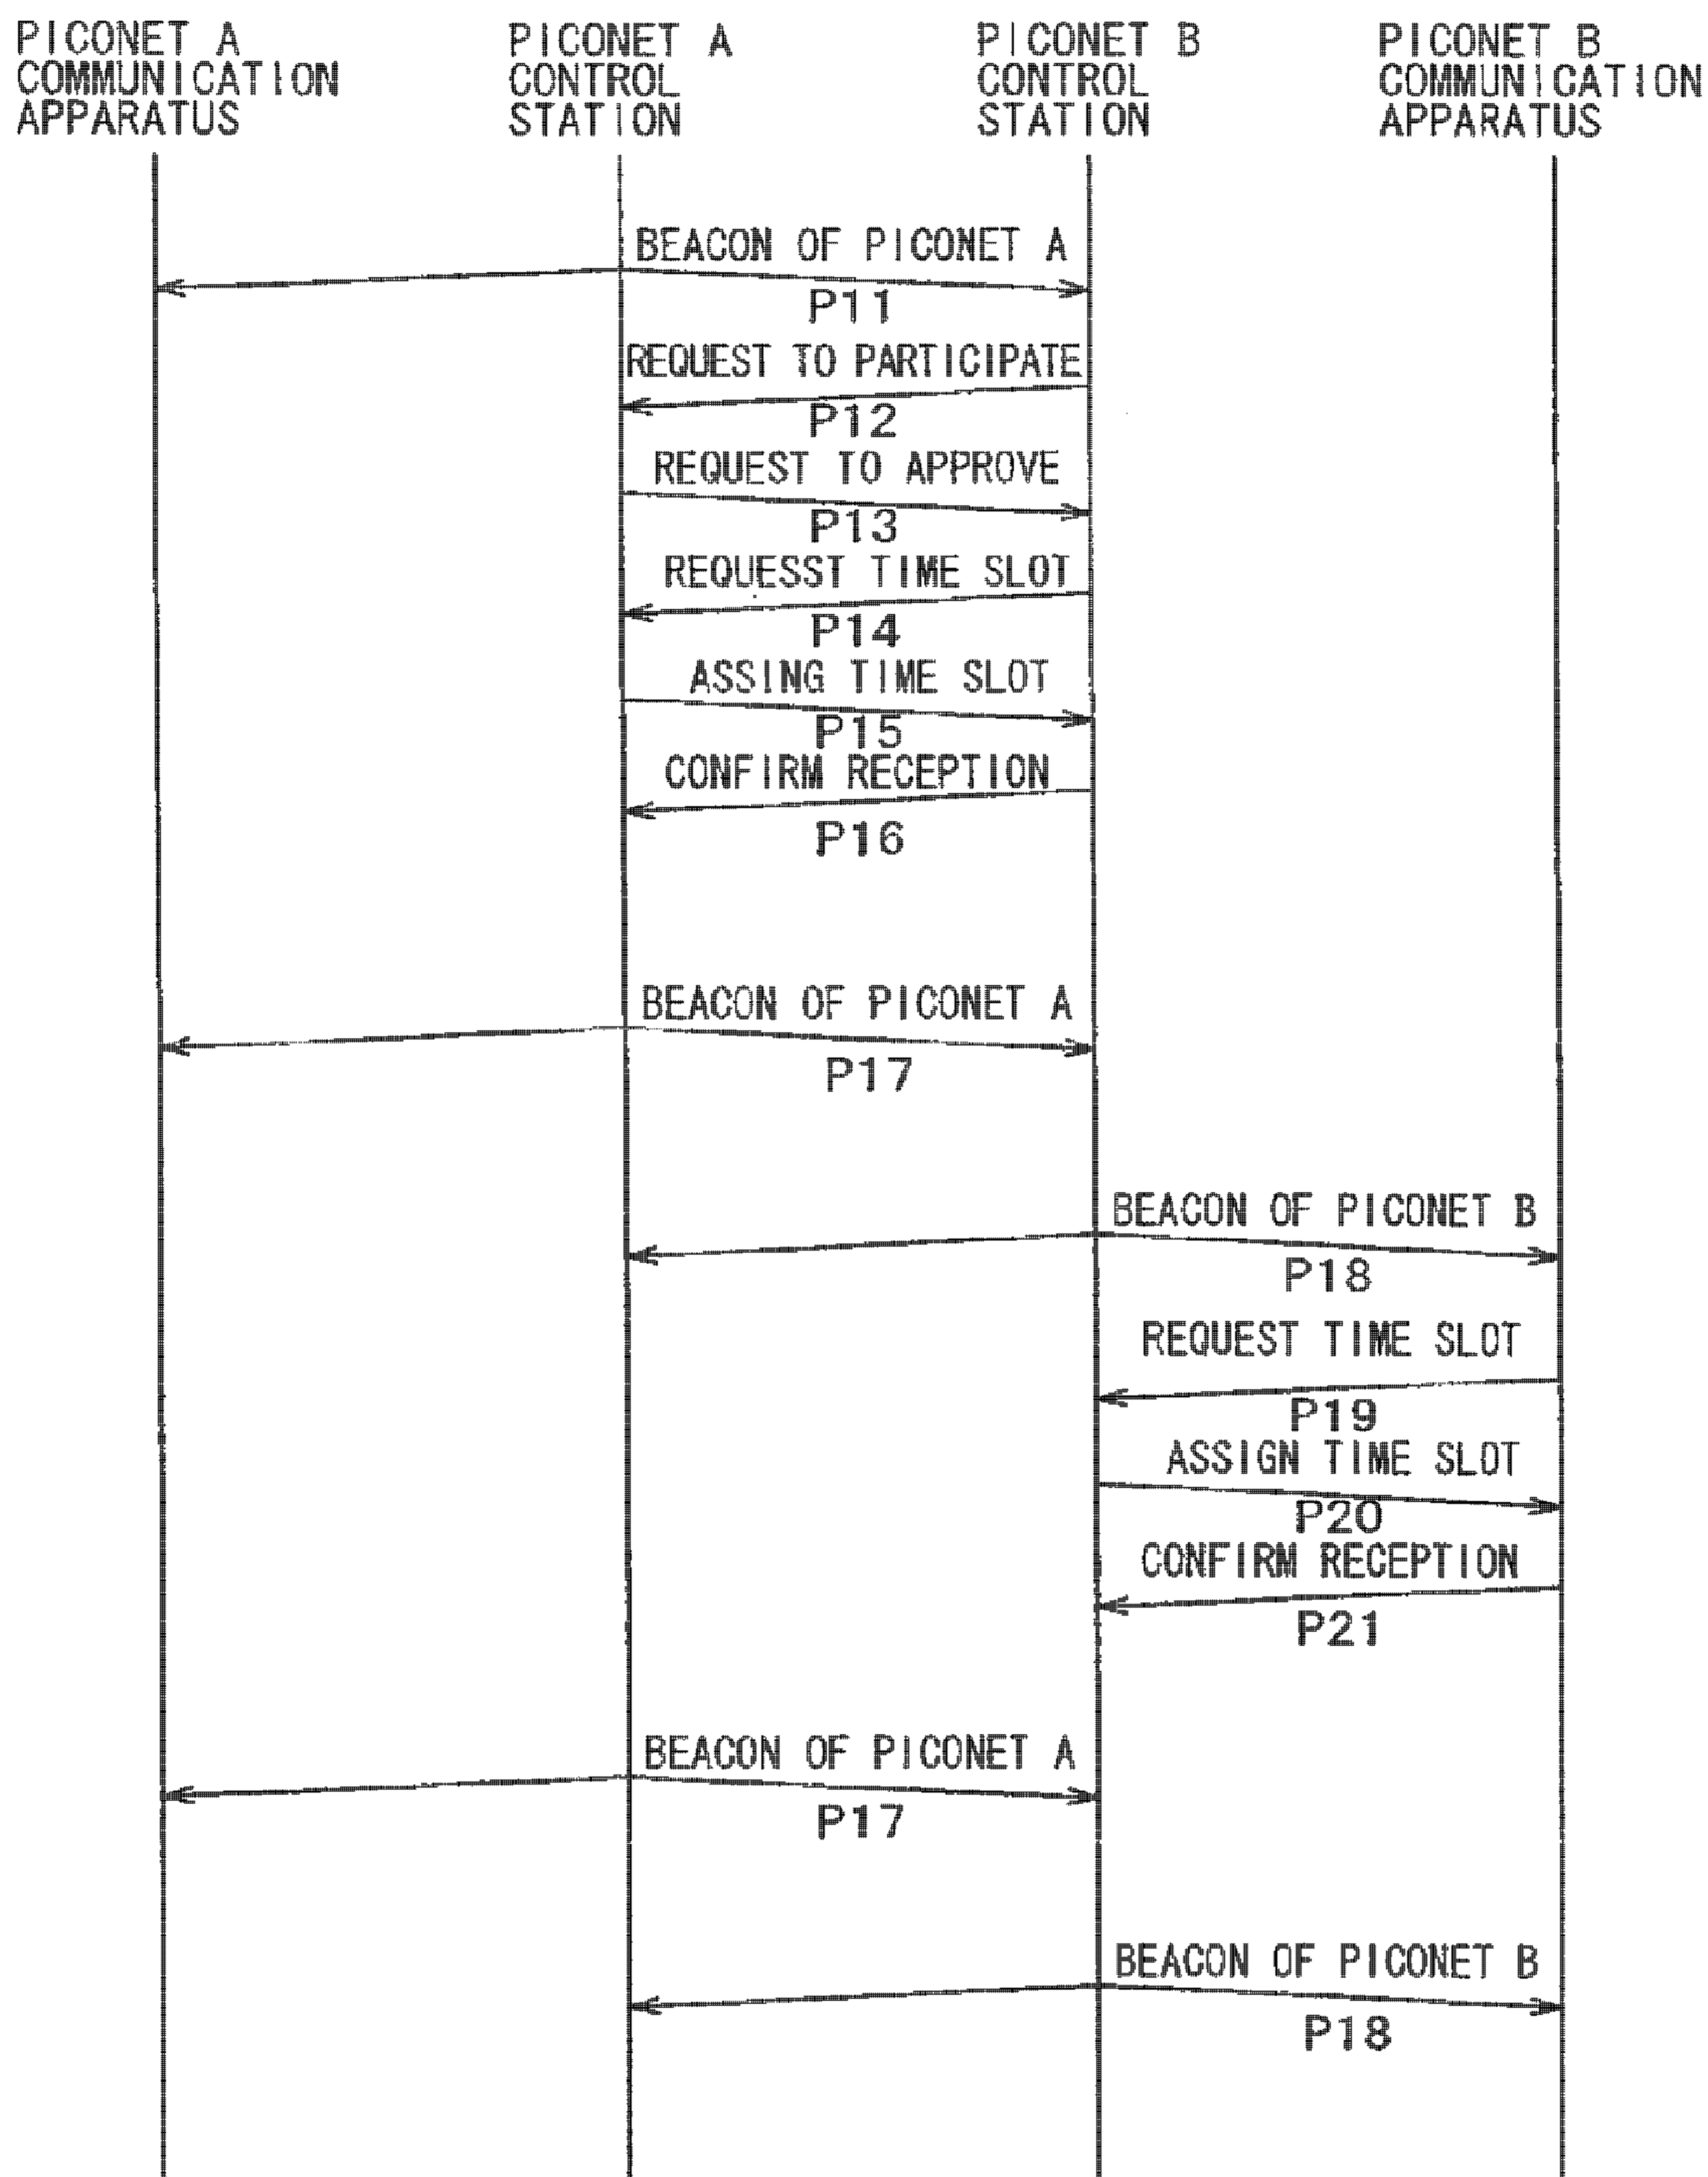 PICONET A
COMMUNICATION
APPARATUS
PICONET A
CONTROL
STATION
PICONET B
CONTROL
STATION
PICONET B
COMMUNICATION
APPARATUS
BEACON OF PICONET A
P11
REQUEST TO PARTICIPATE
P12
REQUEST TO APPROVE
P13
REQUESST TIME SLOT
P14
ASSING TIME SLOT
P15
CONFIRM RECEPTION
P16
BEACON OF PICONET A
P17
BEACON OF PICONET B
P18
REQUEST TIME SLOT
P19
ASSIGN TIME SLOT
P20
CONFIRM RECEPTION
P21
BEACON OF PICONET A
P17
BEACON OF PICONET B
P18